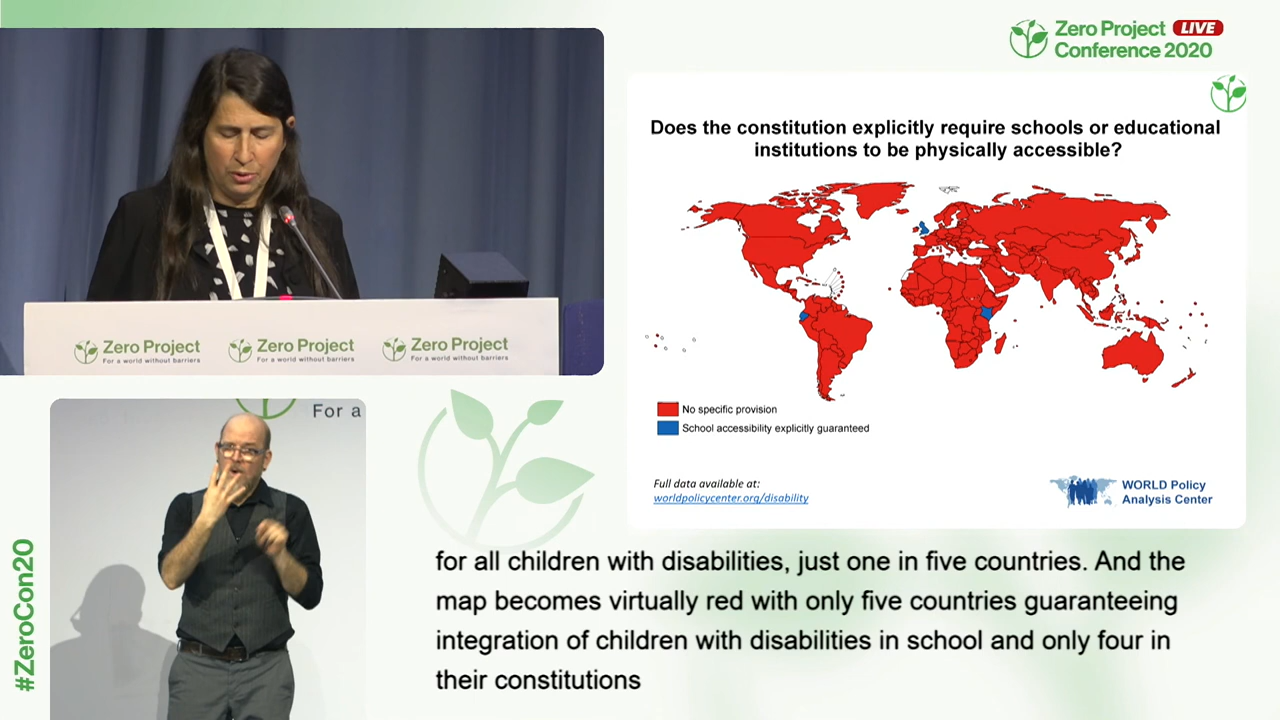 Zero Project LIVE
Conference 2020
Does the constitution explicitly require schools or educational
institutions to be physically accessible?
No specific provision
School accessibility explicitly guaranteed
Full data available at:
worldpolicycenter.org/disability
WORLD Policy
Analysis Center
Zero Project
For a world without barriers
Zero Project
For a world without barriers
Zero Project
For a world without barriers
For a
#ZeroCon20
for all children with disabilities, just one in five countries. And the
map becomes virtually red with only five countries guaranteeing
integration of children with disabilities in school and only four in
their constitutions